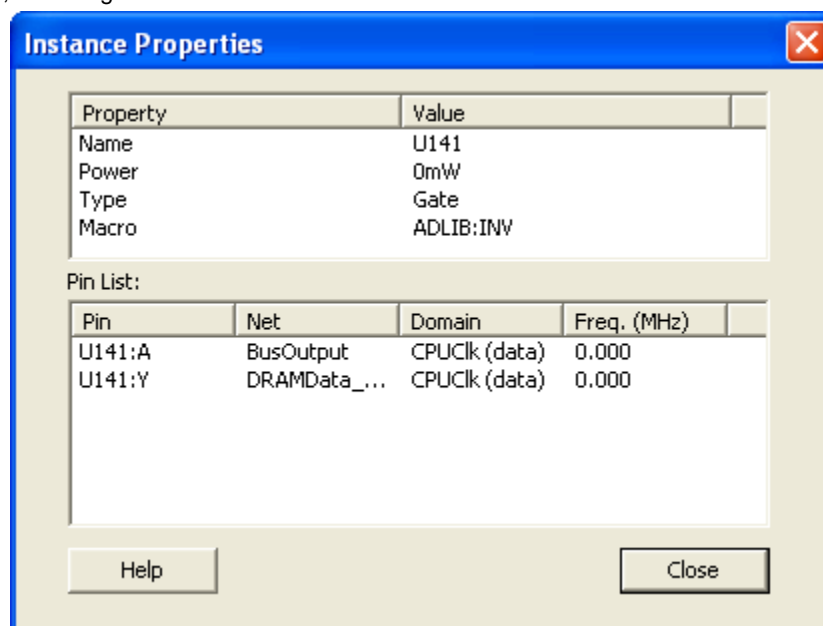 Instance Properties
Property Value
Name U141
Power 0mW
Type Gate
Macro ADLIB:INV
Pin List:
Pin Net Domain Freq. (MHz)
U141:A BusOutput CPUClk (data) 0.000
U141:Y DRAMData_... CPUClk (data) 0.000
Help Close